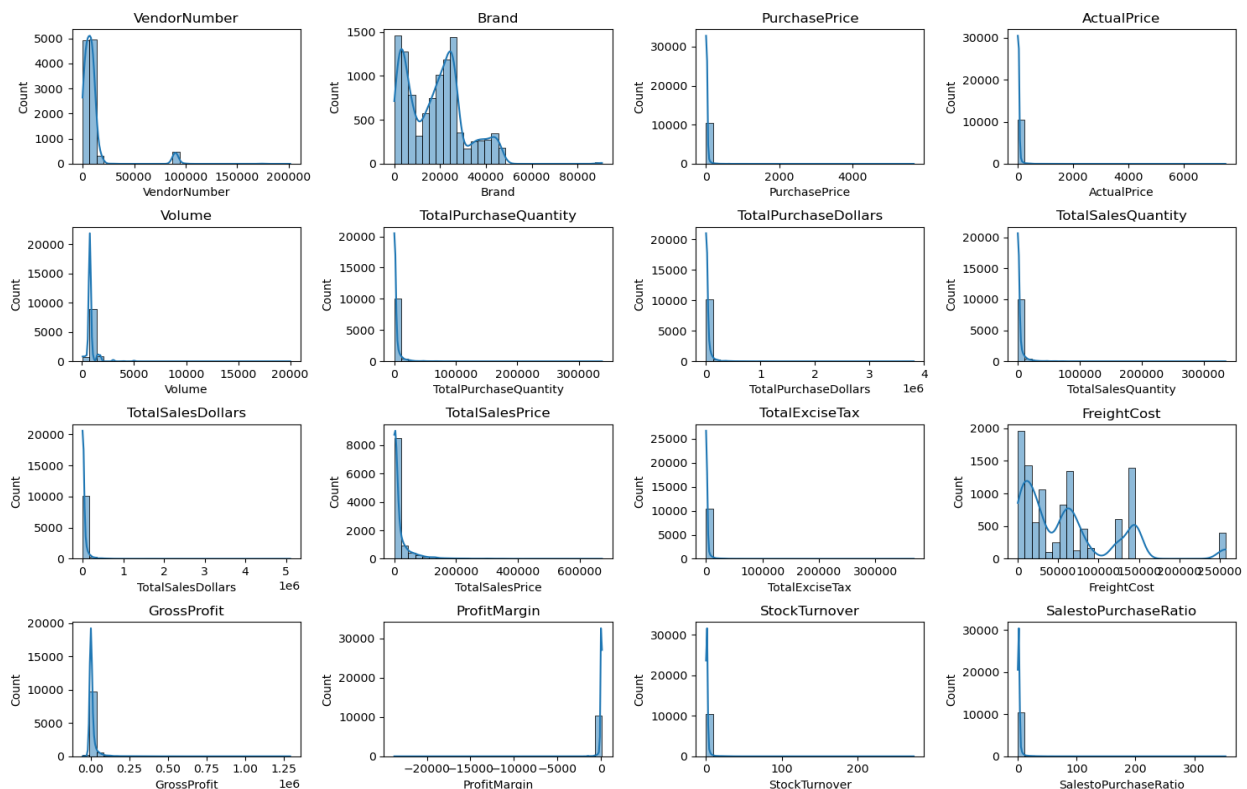 VendorNumber Brand PurchasePrice ActualPrice
Count 5000 4000 3000 2000 1000 0
0 50000 100000 150000 200000
VendorNumber
Count 1500 1000 500 0
0 20000 40000 60000 80000
Brand
Count 30000 20000 10000 0
0 2000 4000
PurchasePrice
Count 30000 20000 10000 0
0 2000 4000 6000
ActualPrice
Volume TotalPurchaseQuantity TotalPurchaseDollars TotalSalesQuantity
Count 20000 15000 10000 5000 0
0 5000 10000 15000 20000
Volume
Count 20000 15000 10000 5000 0
0 100000 200000 300000
TotalPurchaseQuantity
Count 20000 15000 10000 5000 0
0 1 2 3 4
1e6
TotalPurchaseDollars
Count 20000 15000 10000 5000 0
0 100000 200000 300000
TotalSalesQuantity
TotalSalesDollars TotalSalesPrice TotalExciseTax FreightCost
Count 20000 15000 10000 5000 0
0 1 2 3 4 5
1e6
TotalSalesDollars
Count 8000 6000 4000 2000 0
0 200000 400000 600000
TotalSalesPrice
Count 25000 20000 15000 10000 5000 0
0 100000 200000 300000
TotalExciseTax
Count 2000 1500 1000 500 0
0 50000 100000 150000 200000 250000
FreightCost
GrossProfit ProfitMargin StockTurnover SalestoPurchaseRatio
Count 20000 15000 10000 5000 0
0.00 0.25 0.50 0.75 1.00 1.25
1e6
GrossProfit
Count 30000 20000 10000 0
−20000 −15000 −10000 −5000 0
ProfitMargin
Count 30000 20000 10000 0
0 100 200
StockTurnover
Count 30000 20000 10000 0
0 100 200 300
SalestoPurchaseRatio